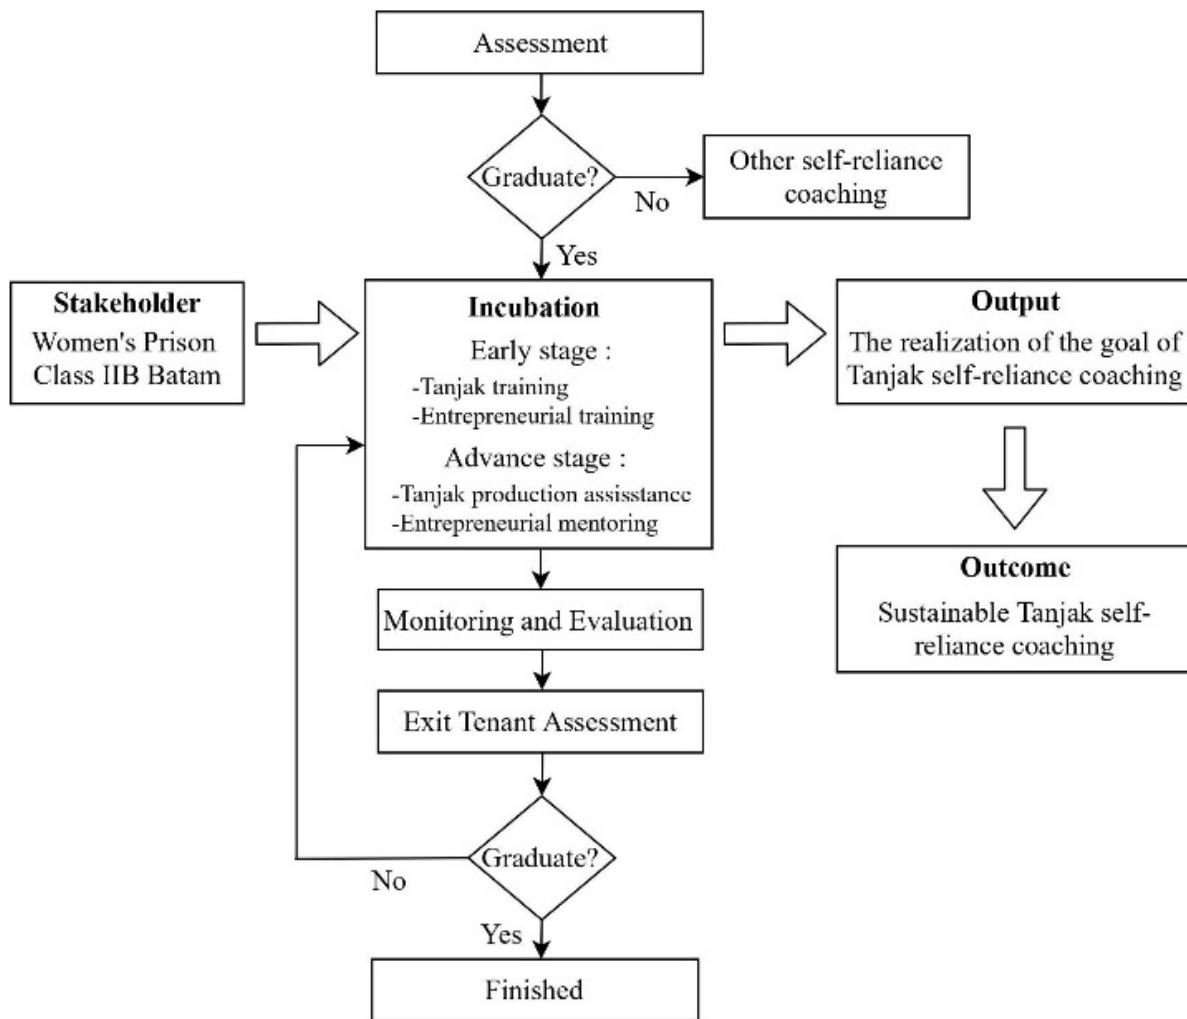 Assessment
Graduate?
No
Other self-reliance
coaching
Yes
Stakeholder
Women's Prison
Class IIB Batam
Incubation
Early stage :
-Tanjak training
-Entrepreneurial training
Advance stage :
-Tanjak production assisstance
-Entrepreneurial mentoring
Output
The realization of the goal of
Tanjak self-reliance coaching
Outcome
Sustainable Tanjak self-
reliance coaching
Monitoring and Evaluation
Exit Tenant Assessment
Graduate?
No
Yes
Finished